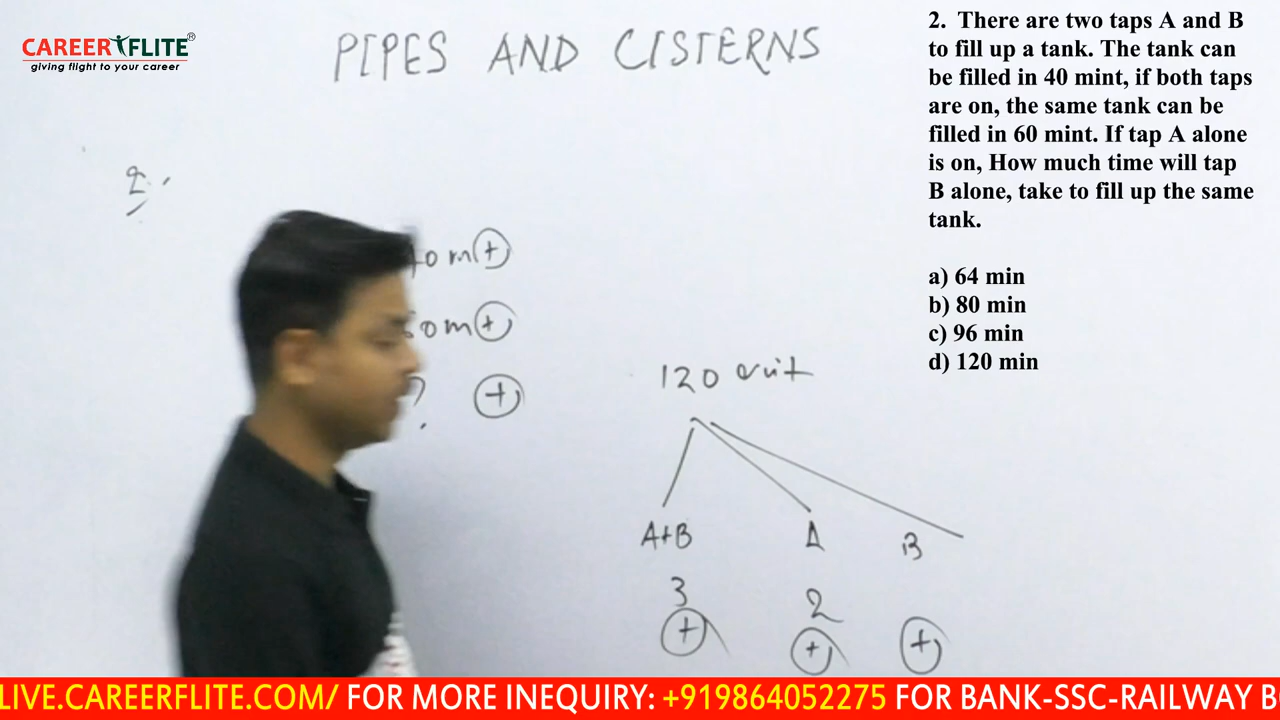 CAREER FLITE®
giving flight to your career
PIPES AND CISTERNS
2. There are two taps A and B
to fill up a tank. The tank can
be filled in 40 mint, if both taps
are on, the same tank can be
filled in 60 mint. If tap A alone
is on, How much time will tap
B alone, take to fill up the same
tank.
a) 64 min
b) 80 min
c) 96 min
d) 120 min
2.
40 m +
60 m +
? +
120 unit
A+B A B
3 2
+ + +
LIVE.CAREERFLITE.COM/ FOR MORE INEQUIRY: +919864052275 FOR BANK-SSC-RAILWAY B